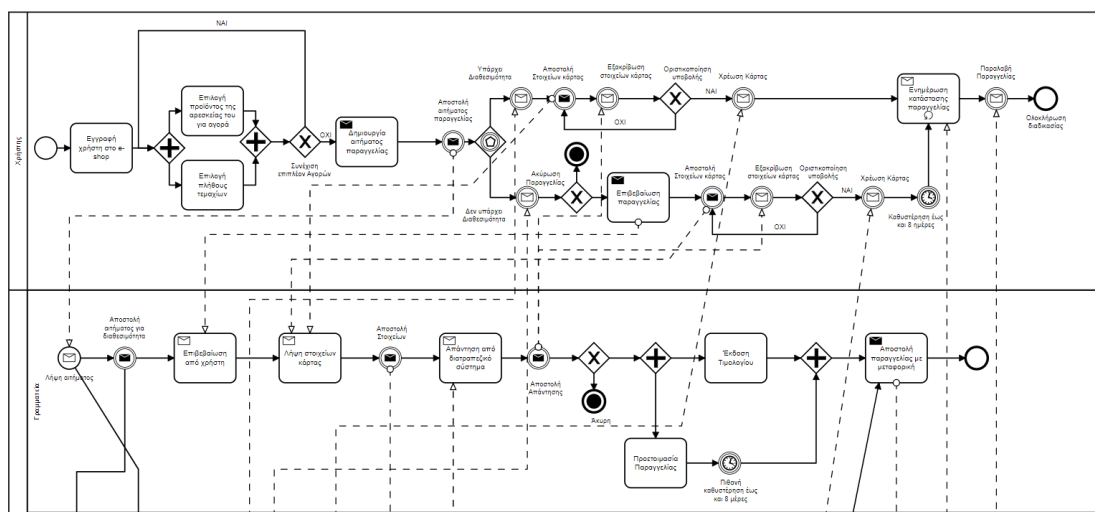 Χρήστης
ΝΑΙ
Εγγραφή
χρήστη στο e-
shop
Επιλογή
προϊόντος της
αρεσκείας του
για αγορά
Επιλογή
πλήθους
τεμαχίων
ΟΧΙ
Συνέχιση
επιπλέον Αγορών
Δημιουργία
αιτήματος
παραγγελίας
Αποστολή
αιτήματος
παραγγελίας
Υπάρχει
Διαθεσιμότητα
Δεν υπάρχει
Διαθεσιμότητα
Αποστολή
Στοιχείων κάρτας
Εξακρίβωση
στοιχείων κάρτας
Οριστικοποίηση
υποβολής
ΝΑΙ
ΟΧΙ
Χρέωση Κάρτας
Ενημέρωση
κατάστασης
παραγγελίας
Παραλαβή
Παραγγελίας
Ολοκλήρωση
διαδικασίας
Ακύρωση
Παραγγελίας
Επιβεβαίωση
παραγγελίας
Αποστολή
Στοιχείων κάρτας
Εξακρίβωση
στοιχείων κάρτας
Οριστικοποίηση
υποβολής
ΝΑΙ
ΟΧΙ
Χρέωση Κάρτας
Καθυστέρηση έως
και 8 ημέρες
Γραμματεία
Λήψη αιτήματος
Αποστολή
αιτήματος για
διαθεσιμότητα
Επιβεβαίωση
από χρήστη
Λήψη στοιχείων
κάρτας
Αποστολή
Στοιχείων
Απάντηση από
διατραπεζικό
σύστημα
Αποστολή
Απάντησης
Άκυρη
Έκδοση
Τιμολογίου
Προετοιμασία
Παραγγελίας
Πιθανή
καθυστέρηση έως
και 8 μέρες
Αποστολή
παραγγελίας με
μεταφορική